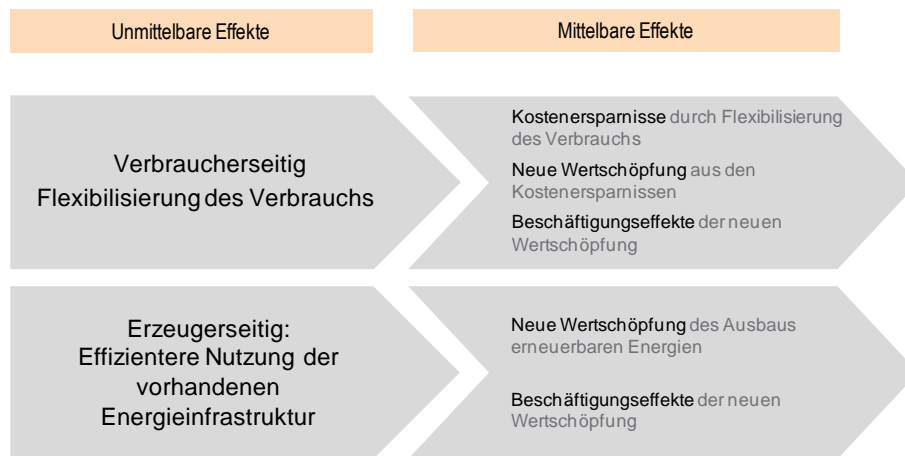 Unmittelbare Effekte
Mittelbare Effekte
Verbraucherseitig
Flexibilisierung des Verbrauchs
Kostenersparnisse durch Flexibilisierung
des Verbrauchs
Neue Wertschöpfung aus den
Kostenersparnissen
Beschäftigungseffekte der neuen
Wertschöpfung
Erzeugerseitig:
Effizientere Nutzung der
vorhandenen
Energieinfrastruktur
Neue Wertschöpfung des Ausbaus
erneuerbaren Energien
Beschäftigungseffekte der neuen
Wertschöpfung